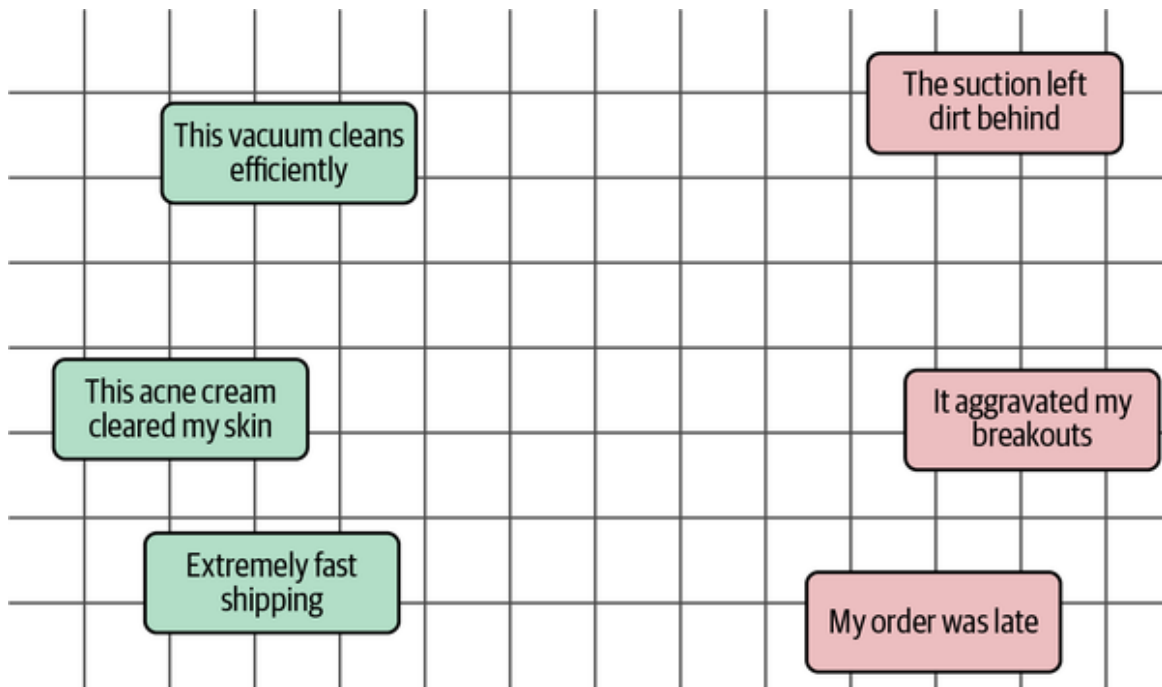 This vacuum cleans
efficiently
The suction left
dirt behind
This acne cream
cleared my skin
It aggravated my
breakouts
Extremely fast
shipping
My order was late